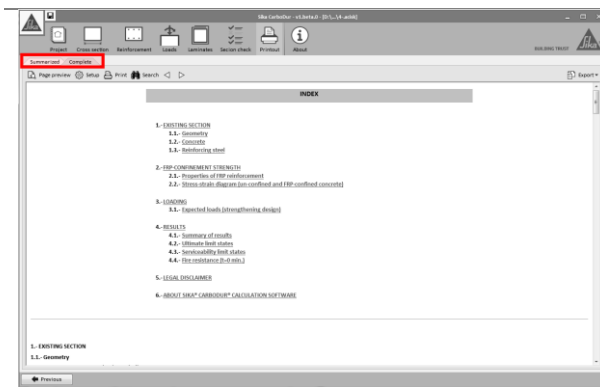 Sika CarboDur - v1.beta.0 - [D:\...\4-.acbk]
Project Cross section Reinforcement Loads Laminates Section check Printout About
BUILDING TRUST
Sika
Summarized Complete
Page preview Setup Print Search Export
INDEX
1.-EXISTING SECTION
1.1.- Geometry
1.2.- Concrete
1.3.- Reinforcing steel
2.-FRP-CONFINEMENT STRENGTH
2.1.- Properties of FRP reinforcement
2.2.- Stress-strain diagram (un-confined and FRP-confined concrete)
3.-LOADING
3.1.- Expected loads (strengthening design)
4.-RESULTS
4.1.- Summary of results
4.2.- Ultimate limit states
4.3.- Serviceability limit states
4.4.- Fire resistance (t=0 min.)
5.-LEGAL DISCLAIMER
6.-ABOUT SIKA® CARBODUR® CALCULATION SOFTWARE
1.- EXISTING SECTION
1.1.- Geometry
Previous